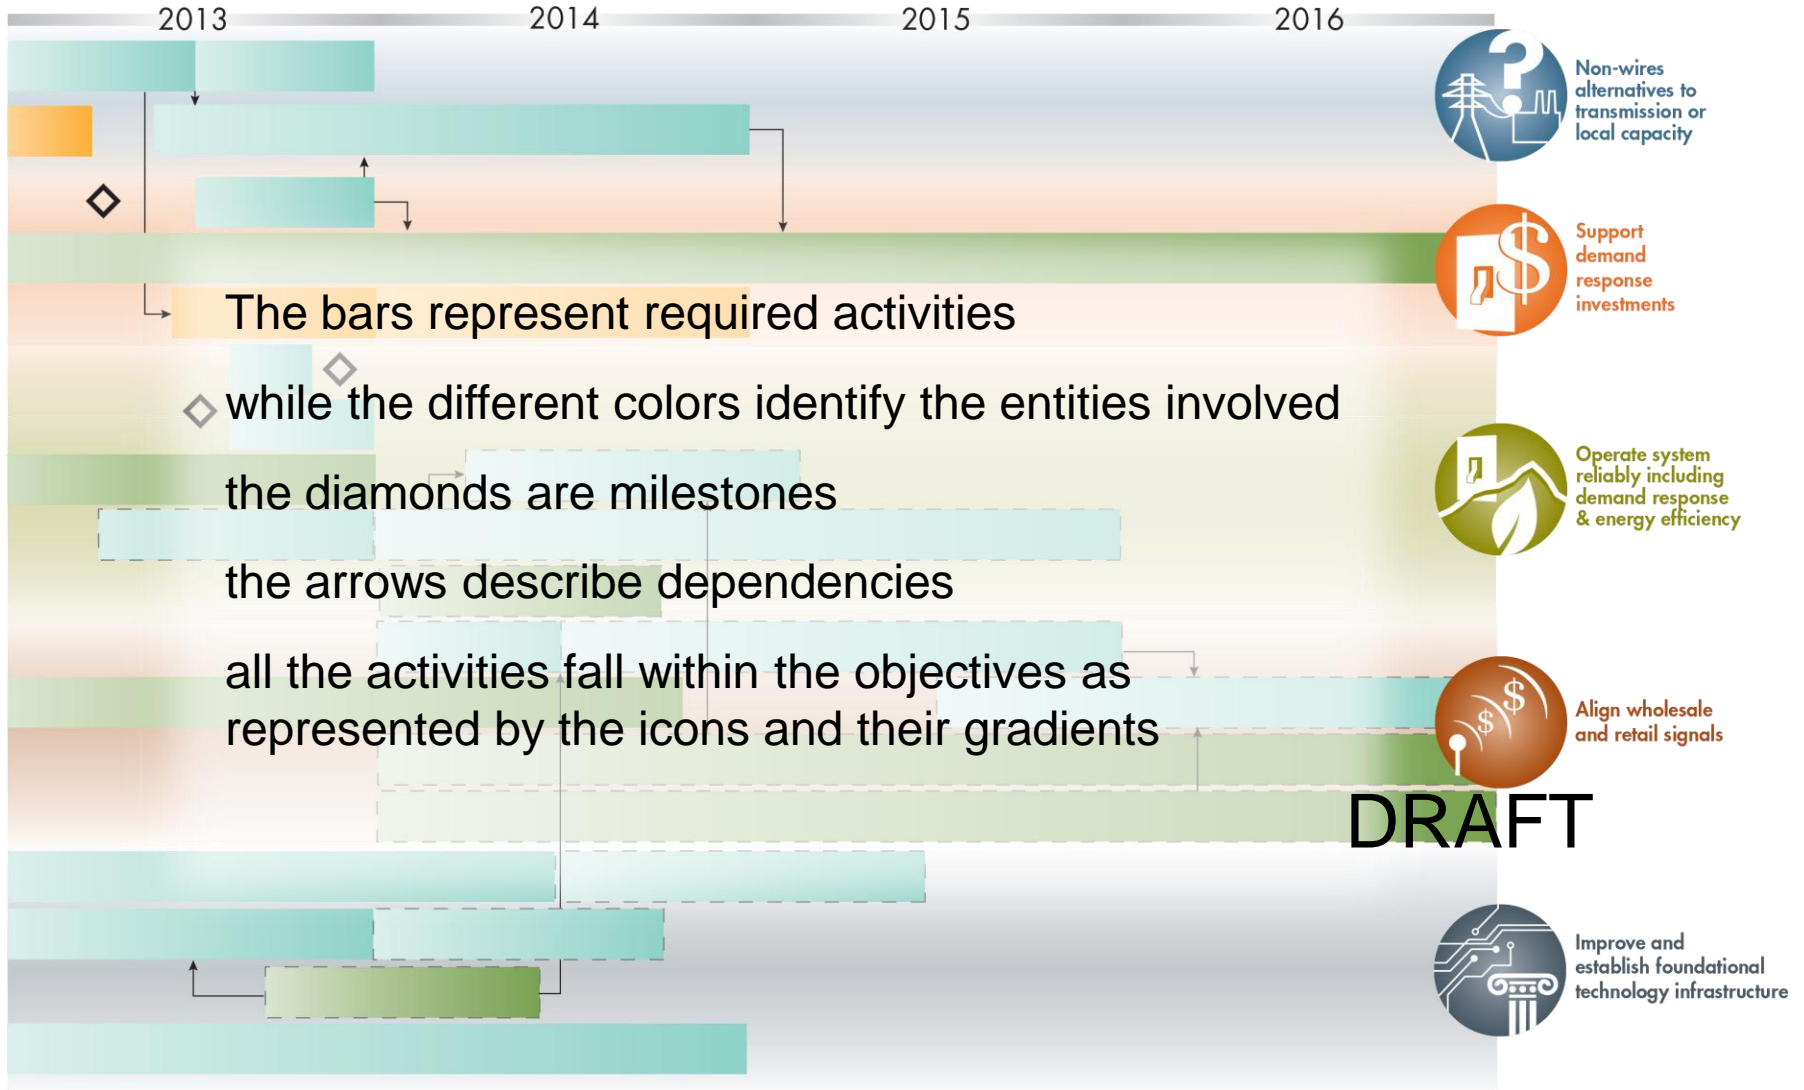 2013 2014 2015 2016
Non-wires
alternatives to
transmission or
local capacity
Support
demand
response
investments
The bars represent required activities
while the different colors identify the entities involved
the diamonds are milestones
the arrows describe dependencies
all the activities fall within the objectives as
represented by the icons and their gradients
Operate system
reliably including
demand response
& energy efficiency
Align wholesale
and retail signals
DRAFT
Improve and
establish foundational
technology infrastructure